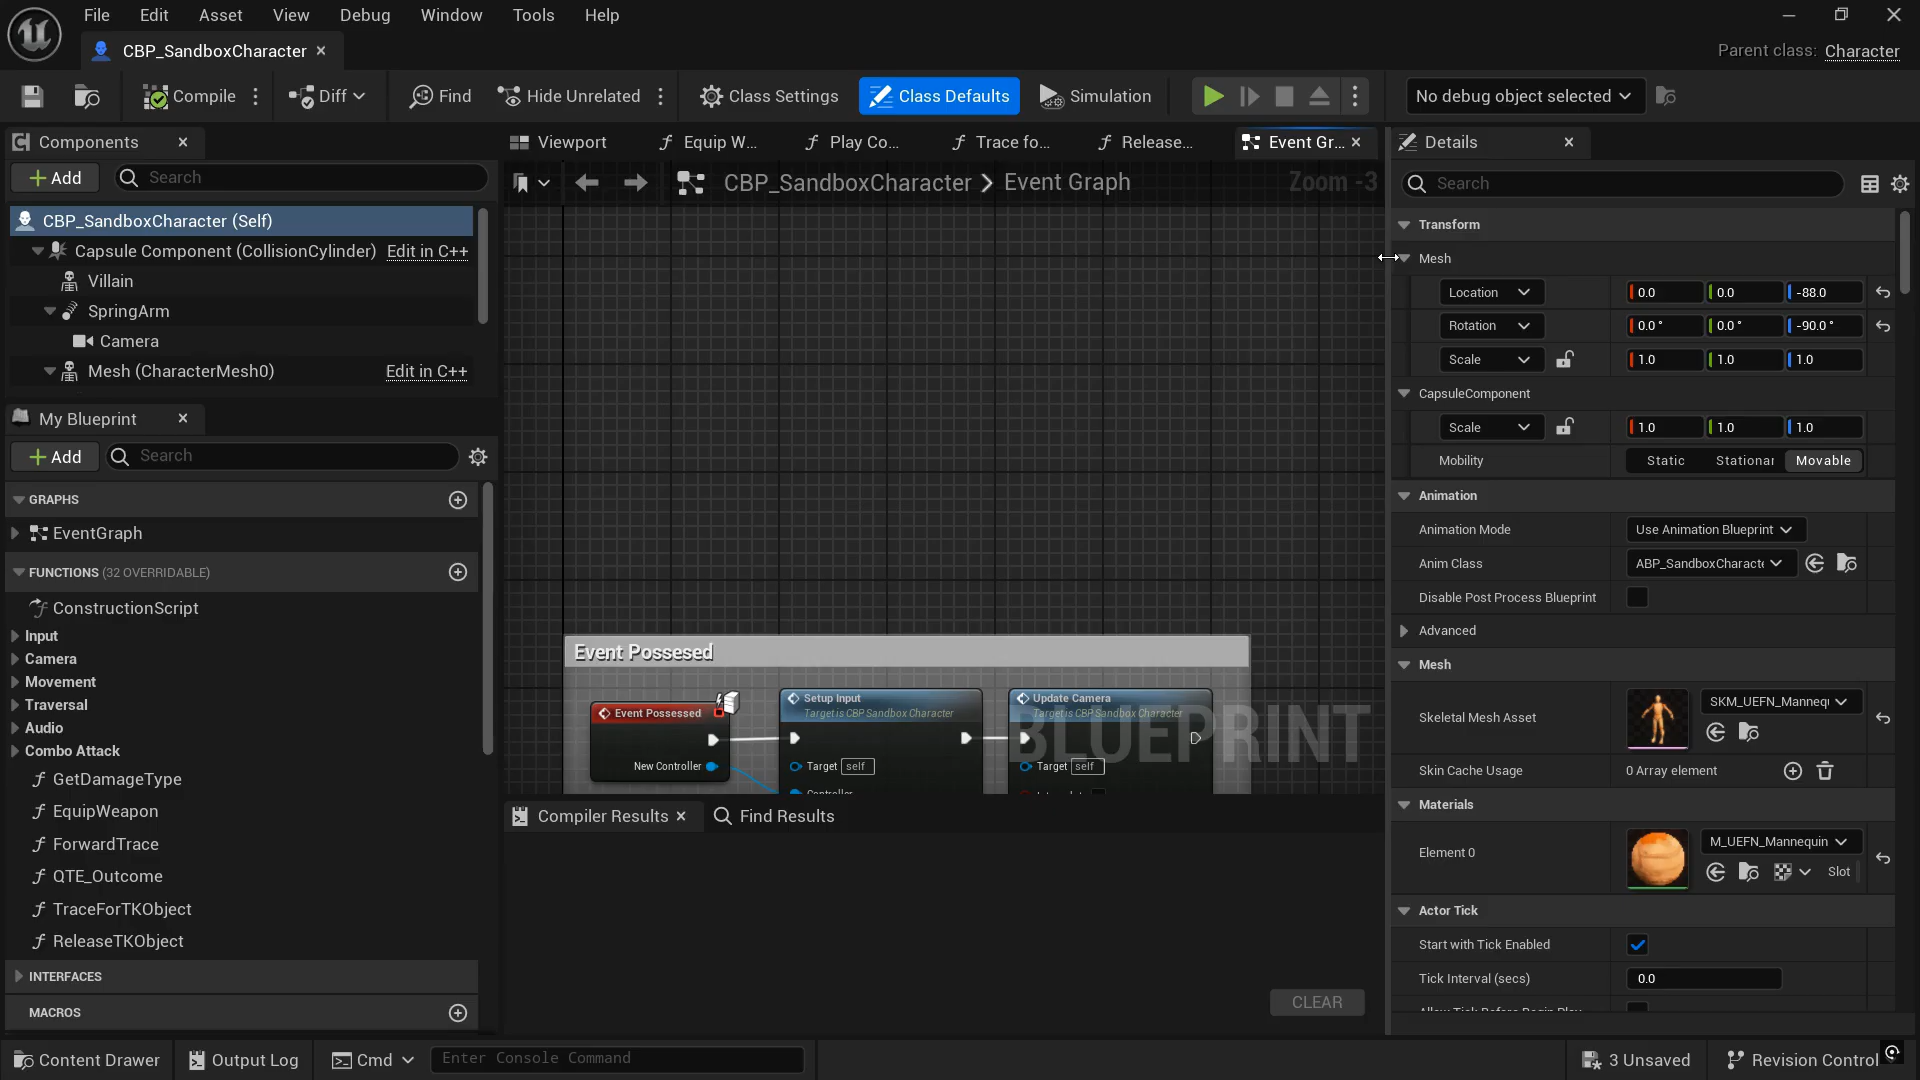 File Edit Asset View Debug Window Tools Help
CBP_SandboxCharacter
Parent class: Character
Compile Diff Find Hide Unrelated Class Settings Class Defaults Simulation No debug object selected
Components
Add Search
CBP_SandboxCharacter (Self)
Capsule Component (CollisionCylinder) Edit in C++
Villain
SpringArm
Camera
Mesh (CharacterMesh0) Edit in C++
My Blueprint
Add Search
GRAPHS
EventGraph
FUNCTIONS (32 OVERRIDABLE)
ConstructionScript
Input
Camera
Movement
Traversal
Audio
Combo Attack
GetDamageType
EquipWeapon
ForwardTrace
QTE_Outcome
TraceForTKObject
ReleaseTKObject
INTERFACES
MACROS
Viewport Equip W... Play Co... Trace fo... Release... Event Gr...
CBP_SandboxCharacter > Event Graph Zoom -3
Event Possesed
Event Possessed
New Controller
Setup Input
Target is CBP Sandbox Character
Target self
Controller
Update Camera
Target is CBP Sandbox Character
Target self
BLUEPRINT
Compiler Results Find Results
CLEAR
Details
Search
Transform
Mesh
Location 0.0 0.0 -88.0
Rotation 0.0° 0.0° -90.0°
Scale 1.0 1.0 1.0
CapsuleComponent
Scale 1.0 1.0 1.0
Mobility Static Stationar Movable
Animation
Animation Mode Use Animation Blueprint
Anim Class ABP_SandboxCharacte
Disable Post Process Blueprint
Advanced
Mesh
Skeletal Mesh Asset SKM_UEFN_Mannequ
Skin Cache Usage 0 Array element
Materials
Element 0 M_UEFN_Mannequin
Slot
Actor Tick
Start with Tick Enabled
Tick Interval (secs) 0.0
Allow Tick Before Begin Play
Content Drawer Output Log Cmd Enter Console Command 3 Unsaved Revision Control